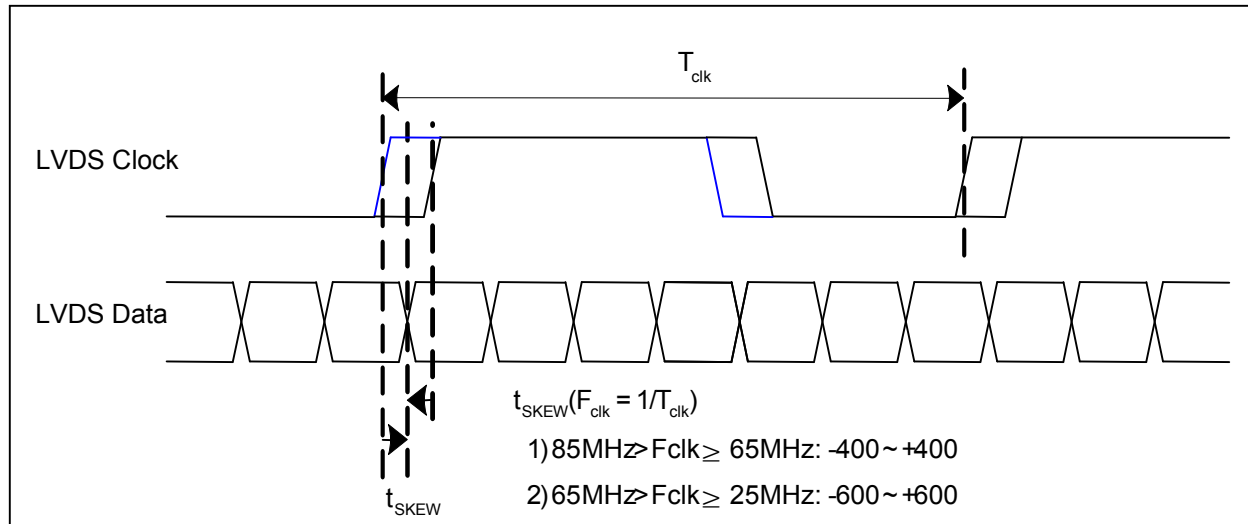 T_clk
LVDS Clock
LVDS Data
t_SKEW(F_clk = 1/T_clk)
1)85MHz>Fclk≥ 65MHz: -400~+400
2)65MHz>Fclk≥ 25MHz: -600~+600
t_SKEW